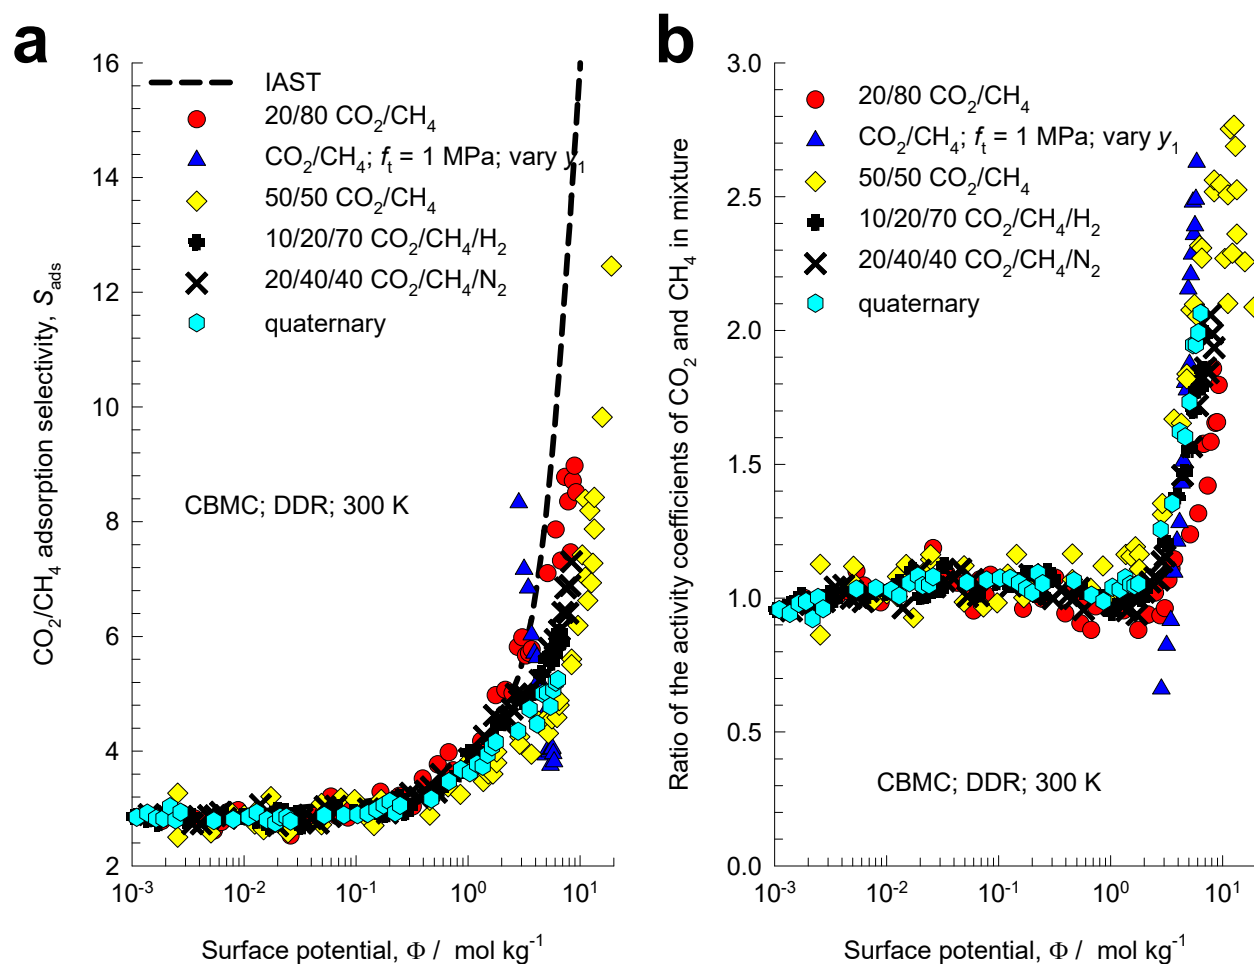 a
16
14
12
10
8
6
4
2
CO₂/CH₄ adsorption selectivity, S_ads
IAST
20/80 CO₂/CH₄
CO₂/CH4; f_t = 1 MPa; vary y₁
50/50 CO₂/CH₄
10/20/70 CO₂/CH₄/H₂
20/40/40 CO₂/CH₄/N₂
quaternary
CBMC; DDR; 300 K
10⁻³ 10⁻² 10⁻¹ 10⁰ 10¹
Surface potential, Φ / mol kg⁻¹
b
3.0
2.5
2.0
1.5
1.0
0.5
0.0
Ratio of the activity coefficients of CO₂ and CH₄ in mixture
20/80 CO₂/CH₄
CO₂/CH4; f_t = 1 MPa; vary y₁
50/50 CO₂/CH₄
10/20/70 CO₂/CH₄/H₂
20/40/40 CO₂/CH₄/N₂
quaternary
CBMC; DDR; 300 K
10⁻³ 10⁻² 10⁻¹ 10⁰ 10¹
Surface potential, Φ / mol kg⁻¹